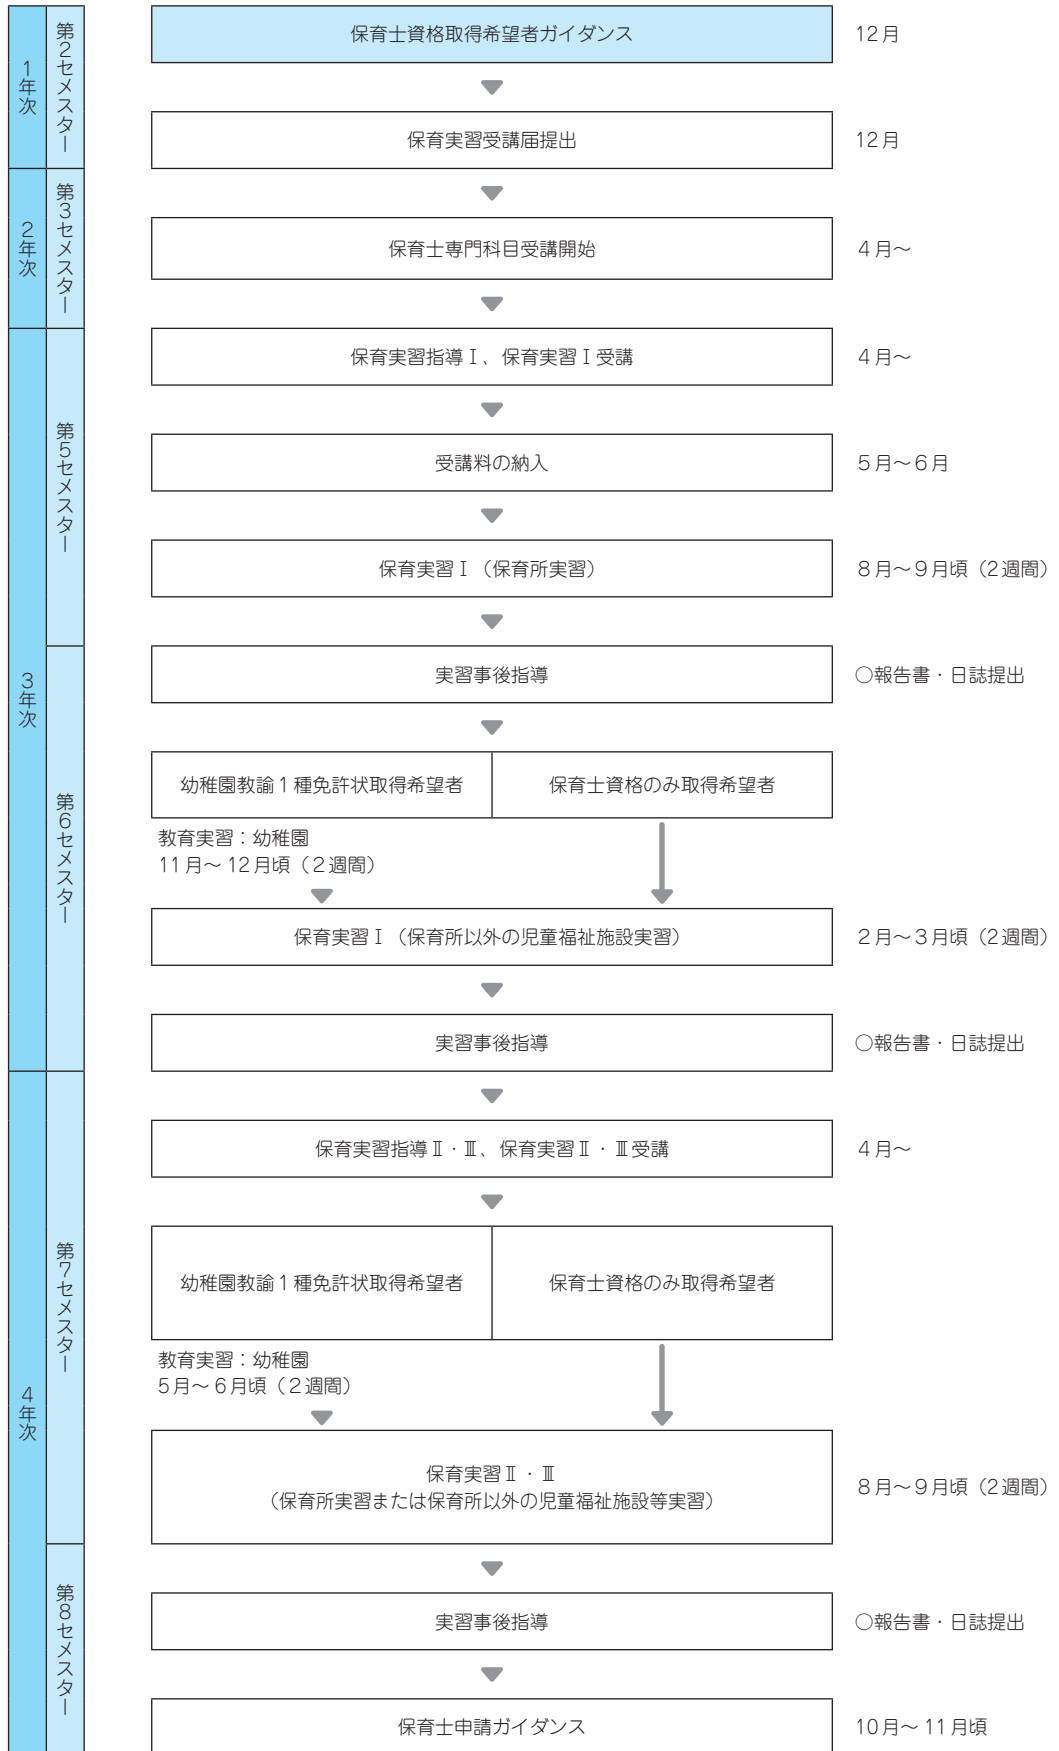 1年次
第2セメスター
保育士資格取得希望者ガイダンス
12月
保育実習受講届提出
12月
2年次
第3セメスター
保育士専門科目受講開始
4月～
3年次
第5セメスター
保育実習指導Ⅰ、保育実習Ⅰ受講
4月～
受講料の納入
5月～6月
保育実習Ⅰ（保育所実習）
8月～9月頃（2週間）
第6セメスター
実習事後指導
○報告書・日誌提出
幼稚園教諭1種免許状取得希望者
保育士資格のみ取得希望者
教育実習：幼稚園
11月～12月頃（2週間）
保育実習Ⅰ（保育所以外の児童福祉施設実習）
2月～3月頃（2週間）
実習事後指導
○報告書・日誌提出
4年次
第7セメスター
保育実習指導Ⅱ・Ⅲ、保育実習Ⅱ・Ⅲ受講
4月～
幼稚園教諭1種免許状取得希望者
保育士資格のみ取得希望者
教育実習：幼稚園
5月～6月頃（2週間）
保育実習Ⅱ・Ⅲ
（保育所実習または保育所以外の児童福祉施設等実習）
8月～9月頃（2週間）
第8セメスター
実習事後指導
○報告書・日誌提出
保育士申請ガイダンス
10月～11月頃